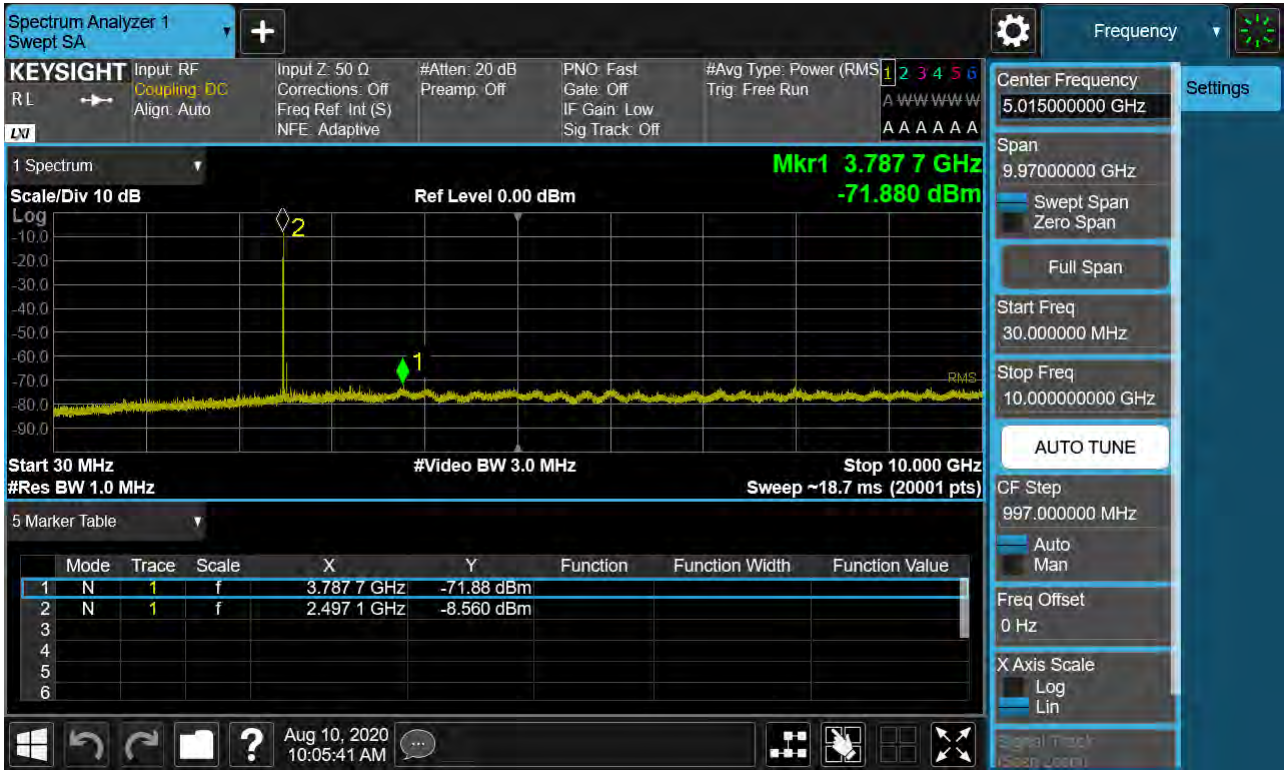 Spectrum Analyzer 1
Swept SA
+
Frequency
KEYSIGHT
RL
LXI
Input: RF
Coupling: DC
Align: Auto
Input Z: 50 Ω
Corrections: Off
Freq Ref: Int (S)
NFE: Adaptive
#Atten: 20 dB
Preamp: Off
PNO: Fast
Gate: Off
IF Gain: Low
Sig Track: Off
#Avg Type: Power (RMS
Trig: Free Run
1 2 3 4 5 6
A W W W W W
A A A A A A
1 Spectrum
Mkr1 3.787 7 GHz
-71.880 dBm
Scale/Div 10 dB
Ref Level 0.00 dBm
Log
-10.0
-20.0
-30.0
-40.0
-50.0
-60.0
-70.0
-80.0
-90.0
2
1
RMS
Start 30 MHz
#Video BW 3.0 MHz
Stop 10.000 GHz
#Res BW 1.0 MHz
Sweep ~18.7 ms (20001 pts)
5 Marker Table
Mode Trace Scale X Y Function Function Width Function Value
1 N 1 f 3.787 7 GHz -71.88 dBm
2 N 1 f 2.497 1 GHz -8.560 dBm
3
4
5
6
?
Aug 10, 2020
10:05:41 AM
Center Frequency
5.015000000 GHz
Settings
Span
9.97000000 GHz
Swept Span
Zero Span
Full Span
Start Freq
30.000000 MHz
Stop Freq
10.000000000 GHz
AUTO TUNE
CF Step
997.000000 MHz
Auto
Man
Freq Offset
0 Hz
X Axis Scale
Log
Lin
Signal Track
(Span Zoom)